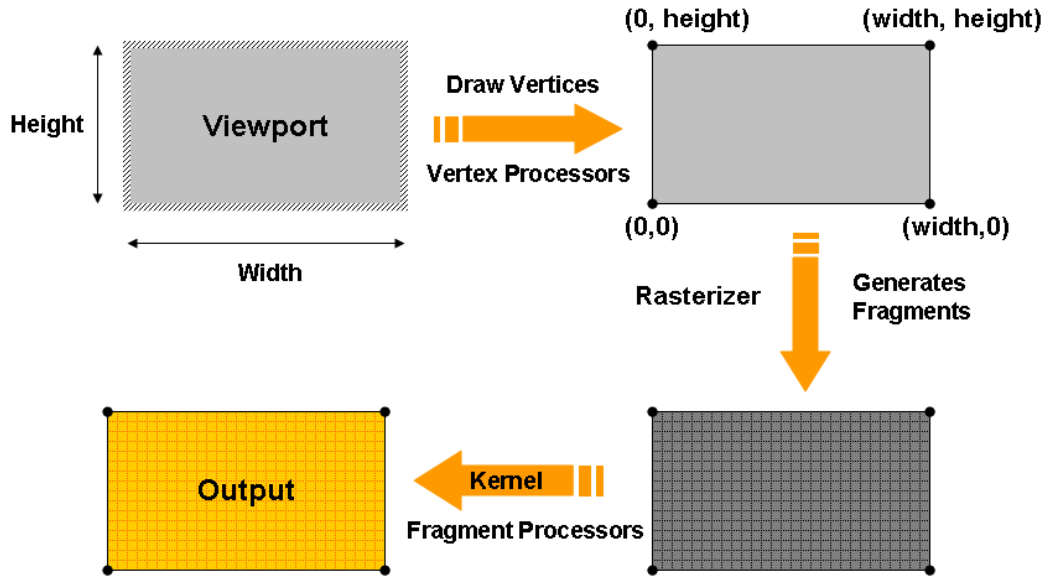 (0, height)
(width, height)
Height
Viewport
Draw Vertices
Vertex Processors
Width
(0,0)
(width,0)
Rasterizer
Generates
Fragments
Output
Kernel
Fragment Processors